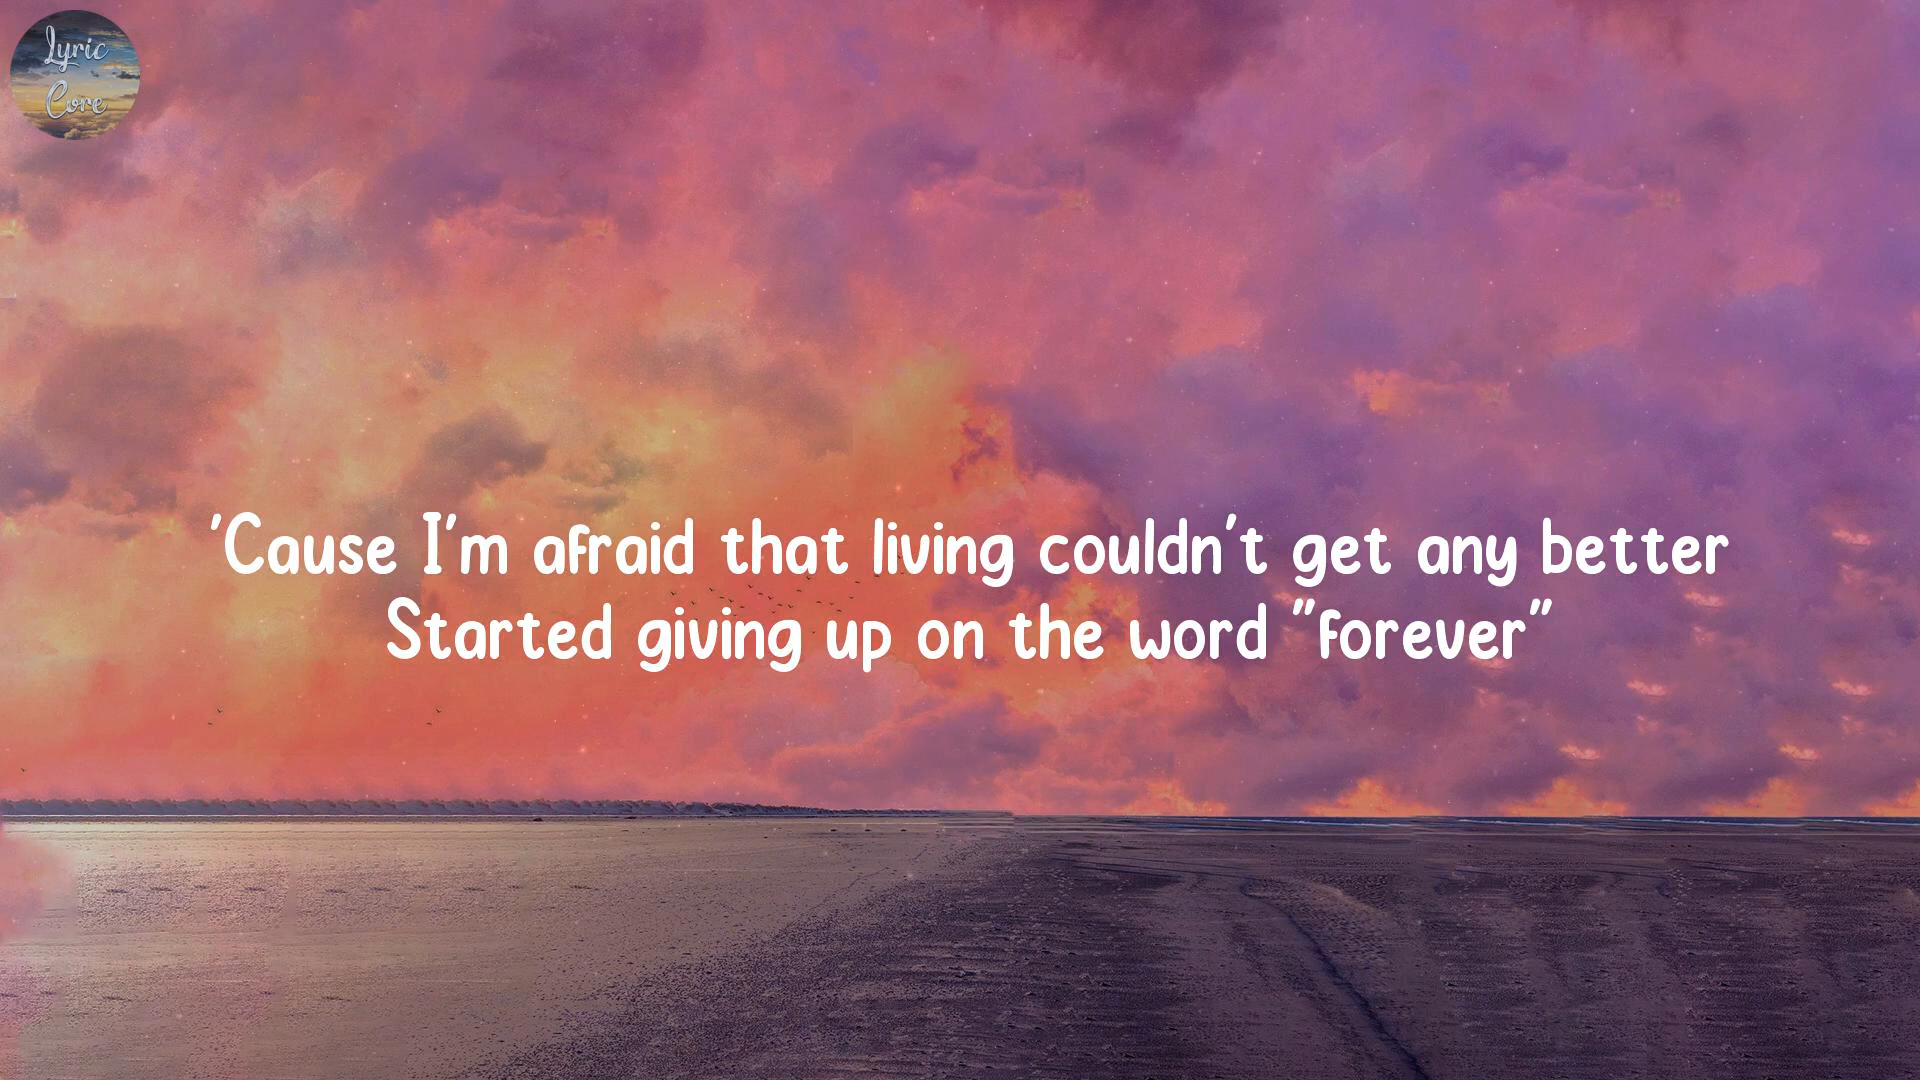 Lyric
Core
'Cause I'm afraid that living couldn't get any better
Started giving up on the word "forever"